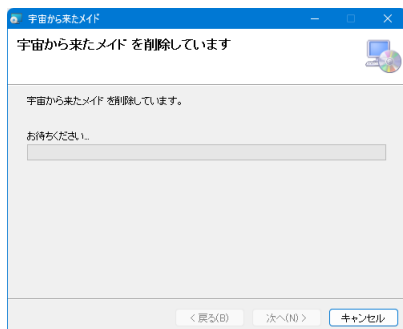 宇宙から来たメイド
宇宙から来たメイド を削除しています
宇宙から来たメイド を削除しています。
お待ちください...
< 戻る(B)
次へ(N) >
キャンセル